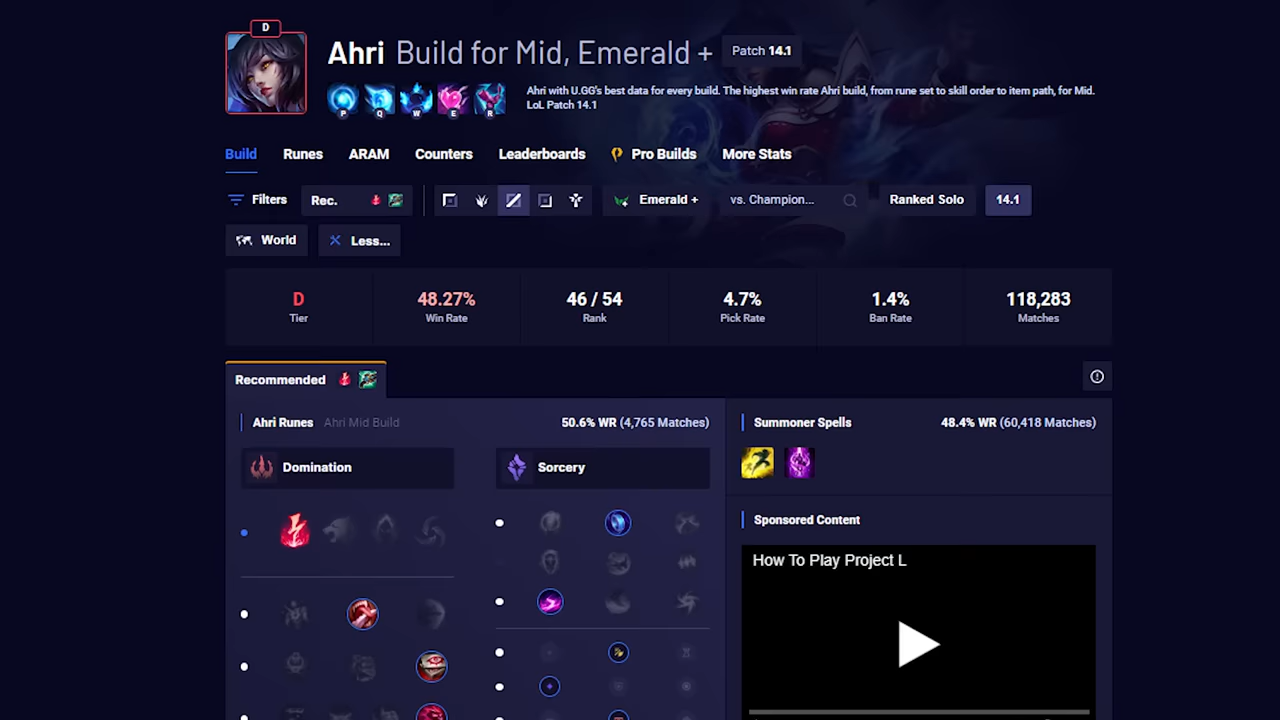 D
Ahri Build for Mid, Emerald + Patch 14.1
P Q W E R
Ahri with U.GG's best data for every build. The highest win rate Ahri build, from rune set to skill order to item path, for Mid.
LoL Patch 14.1
Build Runes ARAM Counters Leaderboards Pro Builds More Stats
Filters Rec. Emerald + vs. Champion... Ranked Solo 14.1
World Less...
D 48.27% 46 / 54 4.7% 1.4% 118,283
Tier Win Rate Rank Pick Rate Ban Rate Matches
Recommended
Ahri Runes Ahri Mid Build 50.6% WR (4,765 Matches)
Domination Sorcery
Summoner Spells 48.4% WR (60,418 Matches)
Sponsored Content
How To Play Project L